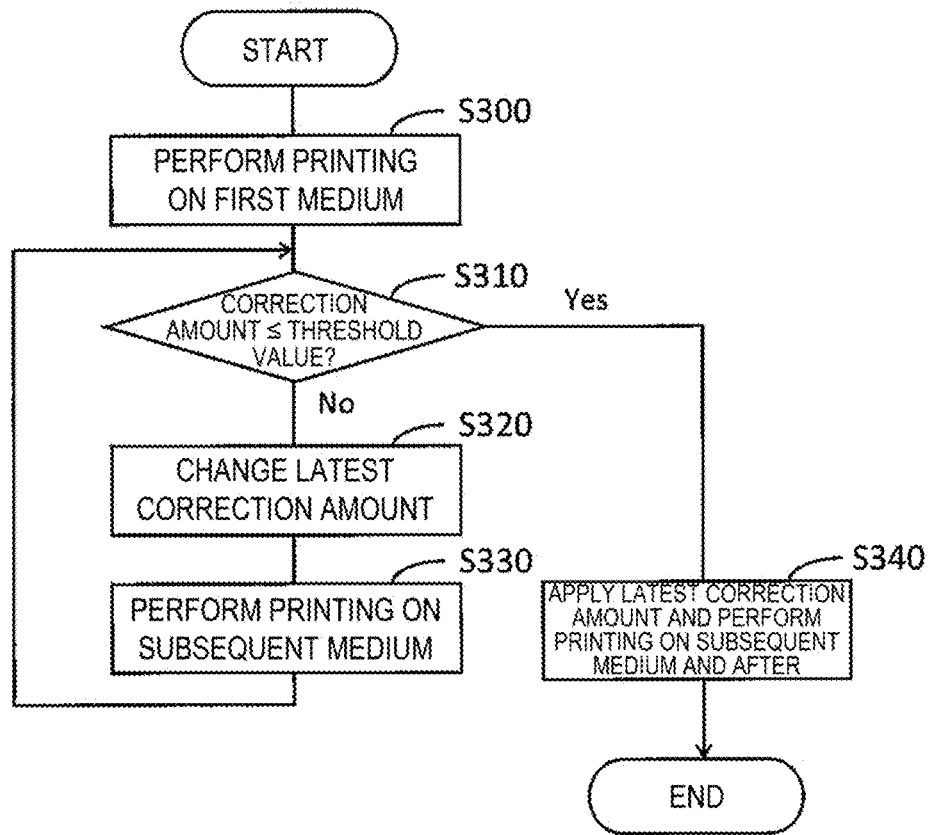 START
S300
PERFORM PRINTING
ON FIRST MEDIUM
S310
CORRECTION
AMOUNT ≤ THRESHOLD
VALUE?
Yes
No
S320
CHANGE LATEST
CORRECTION AMOUNT
S330
PERFORM PRINTING ON
SUBSEQUENT MEDIUM
S340
APPLY LATEST CORRECTION
AMOUNT AND PERFORM
PRINTING ON SUBSEQUENT
MEDIUM AND AFTER
END